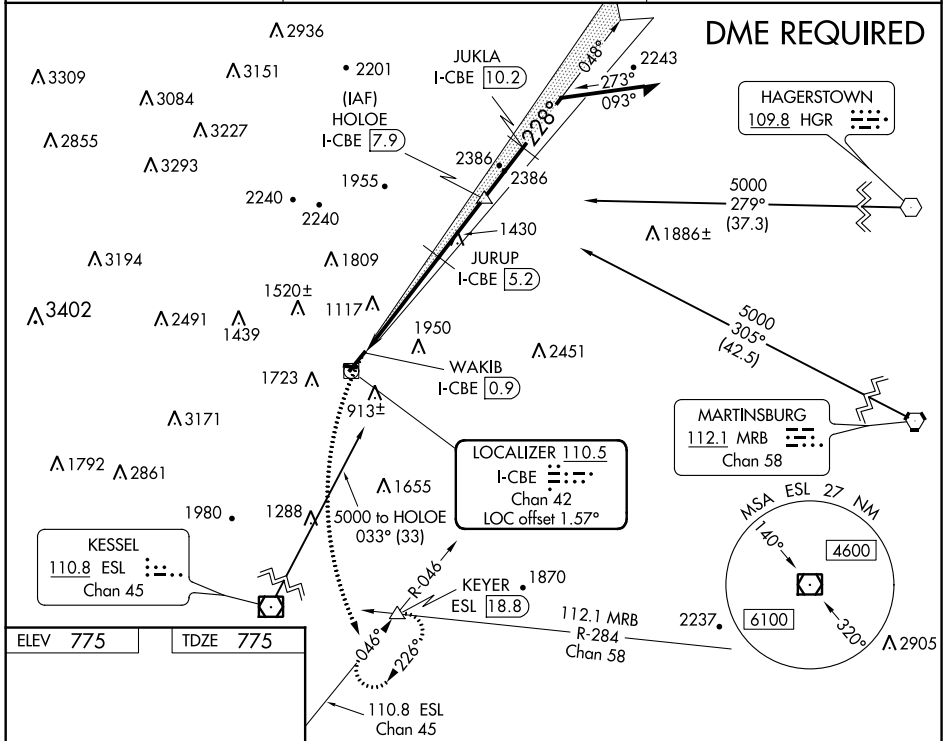 DME REQUIRED
2936
3309
3151
2201
3084
2855
3227
3293
(IAF)
HOLOE
I-CBE 7.9
JUKLA
I-CBE 10.2
048°
2243
273°
093°
228°
HAGERSTOWN
109.8 HGR
2386
2386
1955
2240
2240
5000
279°
(37.3)
1886±
1430
JURUP
I-CBE 5.2
3194
1809
3402
2491
1439
1520±
1117
1950
2451
5000
305°
(42.5)
WAKIB
I-CBE 0.9
1723
913±
MARTINSBURG
112.1 MRB
Chan 58
3171
1792
2861
LOCALIZER 110.5
I-CBE
Chan 42
LOC offset 1.57°
1655
1980
1288
5000 to HOLOE
033° (33)
KESSEL
110.8 ESL
Chan 45
R-046
KEYER
ESL 18.8
1870
046°
226°
112.1 MRB
R-284
Chan 58
2237
MSA ESL 27 NM
140°
4600
6100
320°
2905
110.8 ESL
Chan 45
ELEV 775
TDZE 775